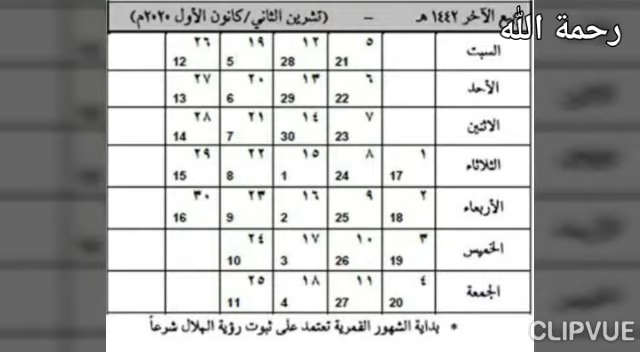 ع الآخر ١٤٤٢ هـ - (تشرين الثاني/كانون الأول ٢٠٢٠م)
رحمة الله
السبت ٥ 21 ١٢ 28 ١٩ 5 ٢٦ 12
الأحد ٦ 22 ١٣ 29 ٢٠ 6 ٢٧ 13
الاثنين ٧ 23 ١٤ 30 ٢١ 7 ٢٨ 14
الثلاثاء ١ 17 ٨ 24 ١٥ 1 ٢٢ 8 ٢٩ 15
الأربعاء ٢ 18 ٩ 25 ١٦ 2 ٢٣ 9 ٣٠ 16
الخميس ٣ 19 ١٠ 26 ١٧ 3 ٢٤ 10
الجمعة ٤ 20 ١١ 27 ١٨ 4 ٢٥ 11
* بداية الشهور القمرية تعتمد على ثبوت رؤية الهلال شرعاً
CLIPVUE